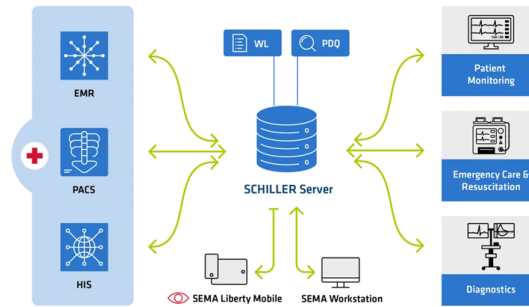 WL
PDQ
EMR
PACS
HIS
SCHILLER Server
Patient
Monitoring
Emergency Care &
Resuscitation
Diagnostics
SEMA Liberty Mobile
SEMA Workstation